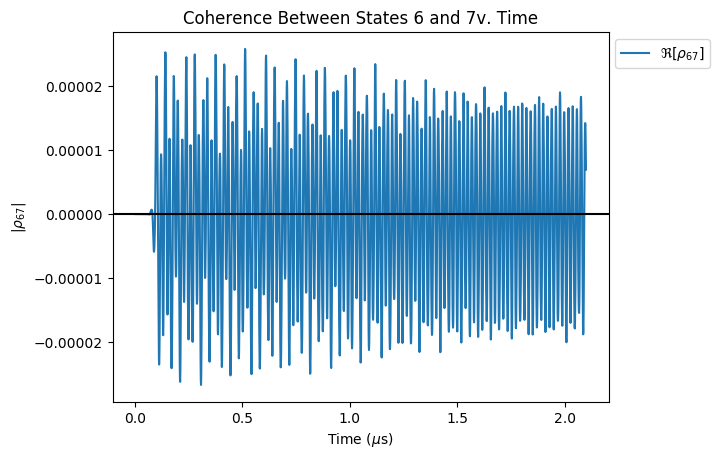 Coherence Between States 6 and 7v. Time
ℜ[ρ₆₇]
|ρ₆₇|
0.00002
0.00001
0.00000
−0.00001
−0.00002
0.0 0.5 1.0 1.5 2.0
Time (μs)